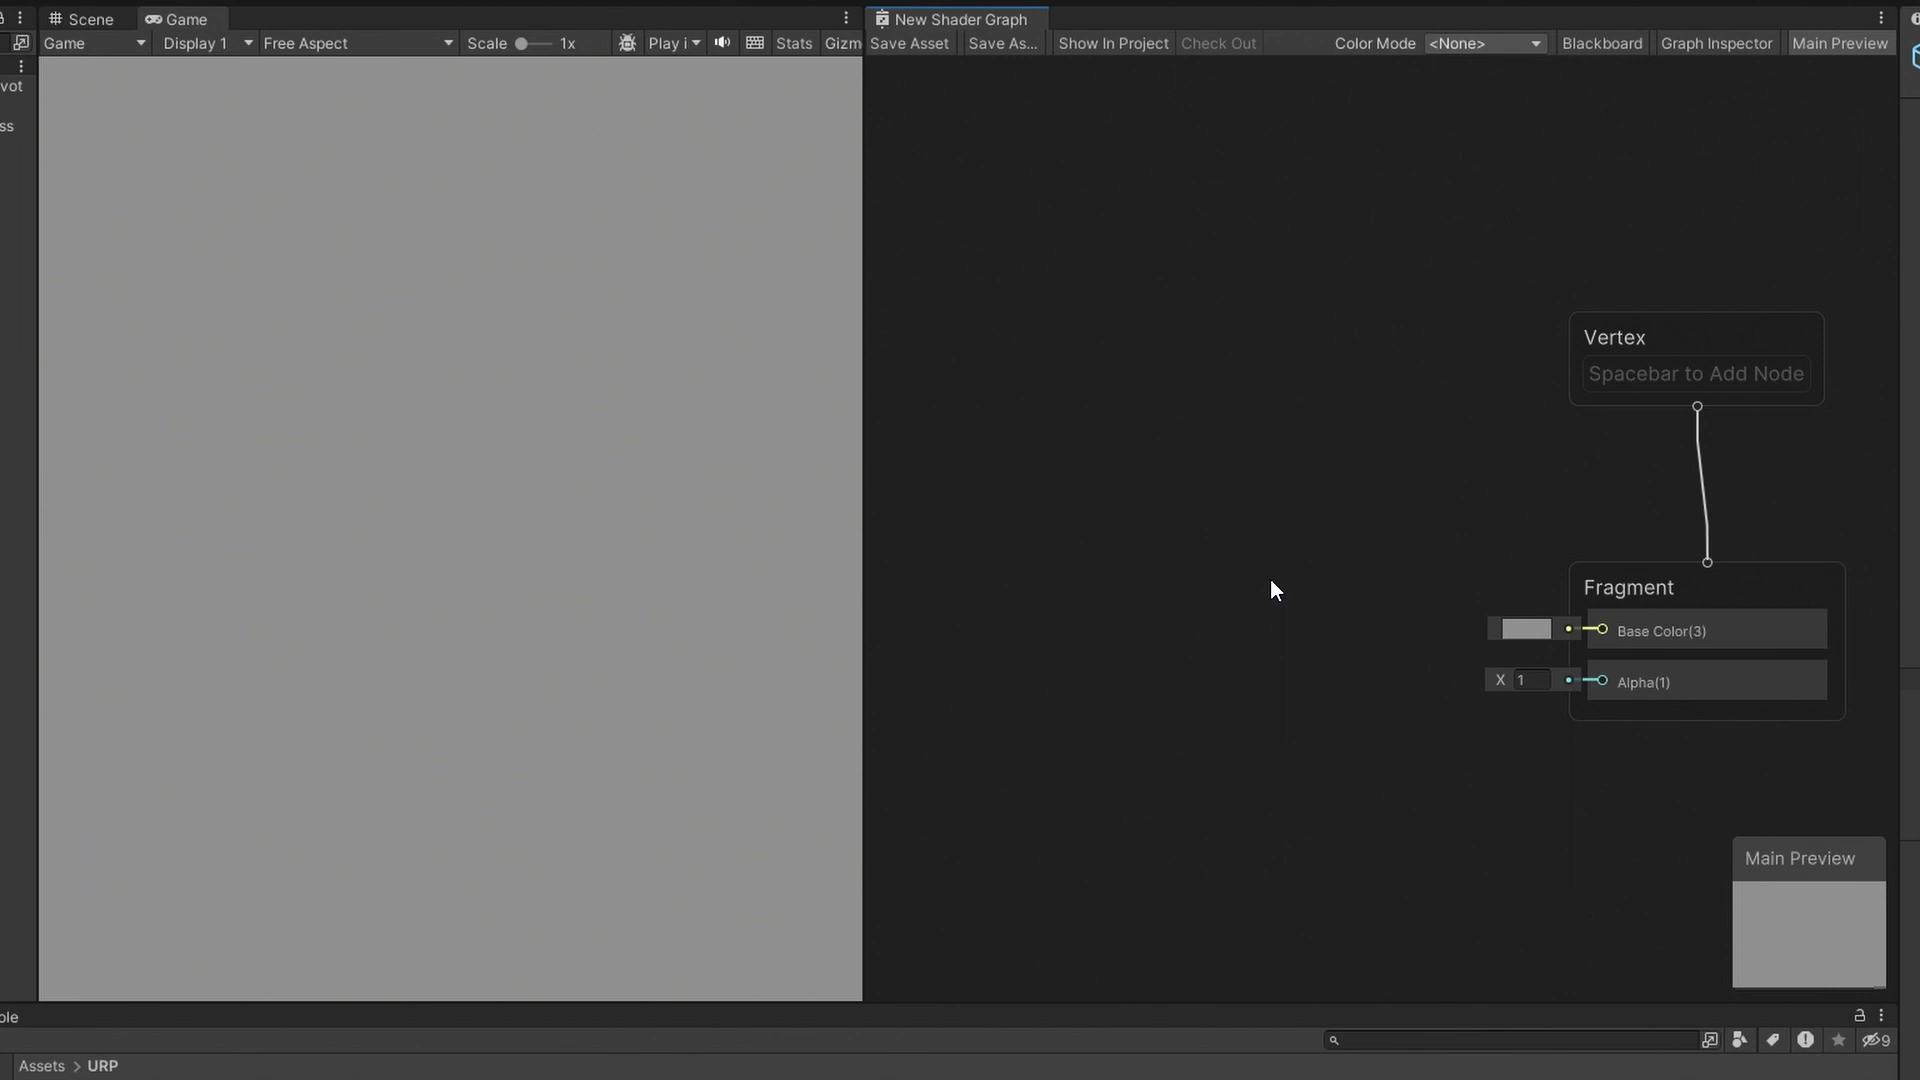 Scene Game New Shader Graph
Game Display 1 Free Aspect Scale 1x Play i Stats Gizm Save Asset Save As... Show In Project Check Out Color Mode <None> Blackboard Graph Inspector Main Preview
vot
ss
Vertex
Spacebar to Add Node
Fragment
Base Color(3)
X 1 Alpha(1)
Main Preview
ole
9
Assets > URP